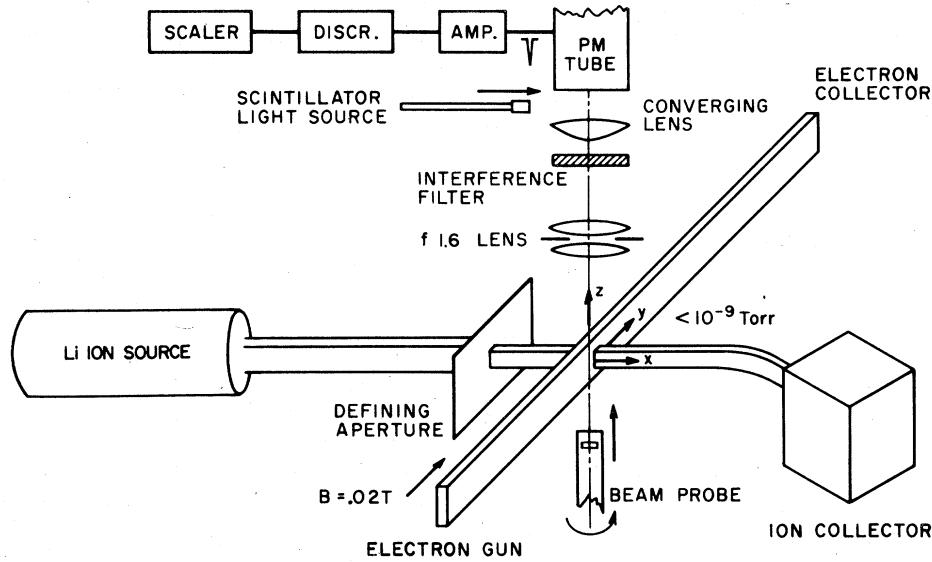 SCALER
DISCR.
AMP.
PM
TUBE
ELECTRON
COLLECTOR
SCINTILLATOR
LIGHT SOURCE
CONVERGING
LENS
INTERFERENCE
FILTER
f 1.6 LENS
z
y
<10⁻⁹ Torr
Li ION SOURCE
x
DEFINING
APERTURE
B = .02T
BEAM PROBE
ELECTRON GUN
ION COLLECTOR